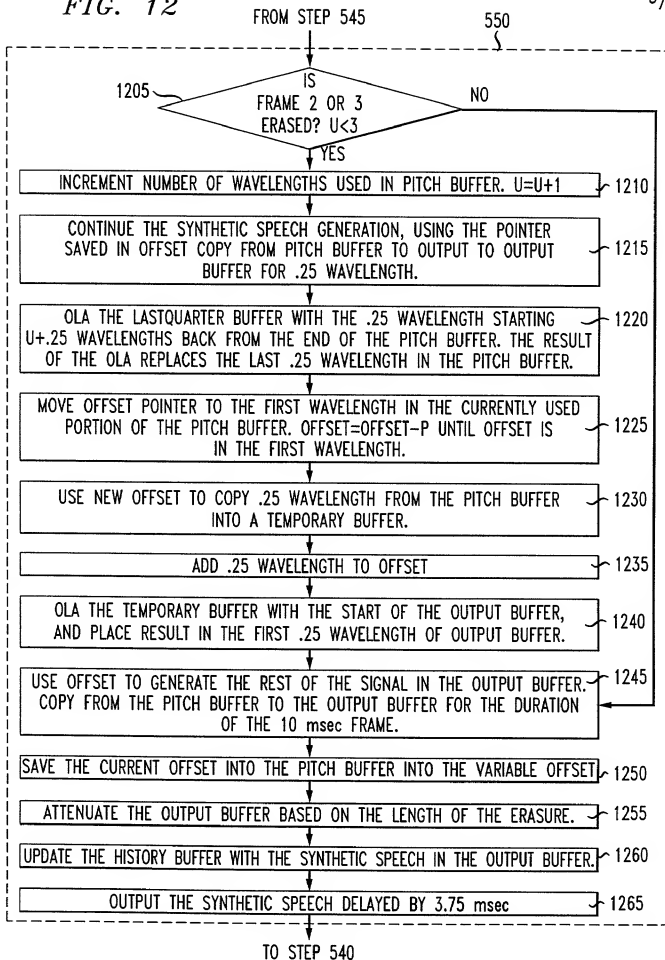 FIG. 12
FROM STEP 545
550
1205
IS
FRAME 2 OR 3
ERASED? U<3
NO
YES
INCREMENT NUMBER OF WAVELENGTHS USED IN PITCH BUFFER. U=U+1
1210
CONTINUE THE SYNTHETIC SPEECH GENERATION, USING THE POINTER
SAVED IN OFFSET COPY FROM PITCH BUFFER TO OUTPUT TO OUTPUT
BUFFER FOR .25 WAVELENGTH.
1215
OLA THE LASTQUARTER BUFFER WITH THE .25 WAVELENGTH STARTING
U+.25 WAVELENGTHS BACK FROM THE END OF THE PITCH BUFFER. THE RESULT
OF THE OLA REPLACES THE LAST .25 WAVELENGTH IN THE PITCH BUFFER.
1220
MOVE OFFSET POINTER TO THE FIRST WAVELENGTH IN THE CURRENTLY USED
PORTION OF THE PITCH BUFFER. OFFSET=OFFSET-P UNTIL OFFSET IS
IN THE FIRST WAVELENGTH.
1225
USE NEW OFFSET TO COPY .25 WAVELENGTH FROM THE PITCH BUFFER
INTO A TEMPORARY BUFFER.
1230
ADD .25 WAVELENGTH TO OFFSET
1235
OLA THE TEMPORARY BUFFER WITH THE START OF THE OUTPUT BUFFER,
AND PLACE RESULT IN THE FIRST .25 WAVELENGTH OF OUTPUT BUFFER.
1240
USE OFFSET TO GENERATE THE REST OF THE SIGNAL IN THE OUTPUT BUFFER.
COPY FROM THE PITCH BUFFER TO THE OUTPUT BUFFER FOR THE DURATION
OF THE 10 msec FRAME.
1245
SAVE THE CURRENT OFFSET INTO THE PITCH BUFFER INTO THE VARIABLE OFFSET
1250
ATTENUATE THE OUTPUT BUFFER BASED ON THE LENGTH OF THE ERASURE.
1255
UPDATE THE HISTORY BUFFER WITH THE SYNTHETIC SPEECH IN THE OUTPUT BUFFER.
1260
OUTPUT THE SYNTHETIC SPEECH DELAYED BY 3.75 msec
1265
TO STEP 540